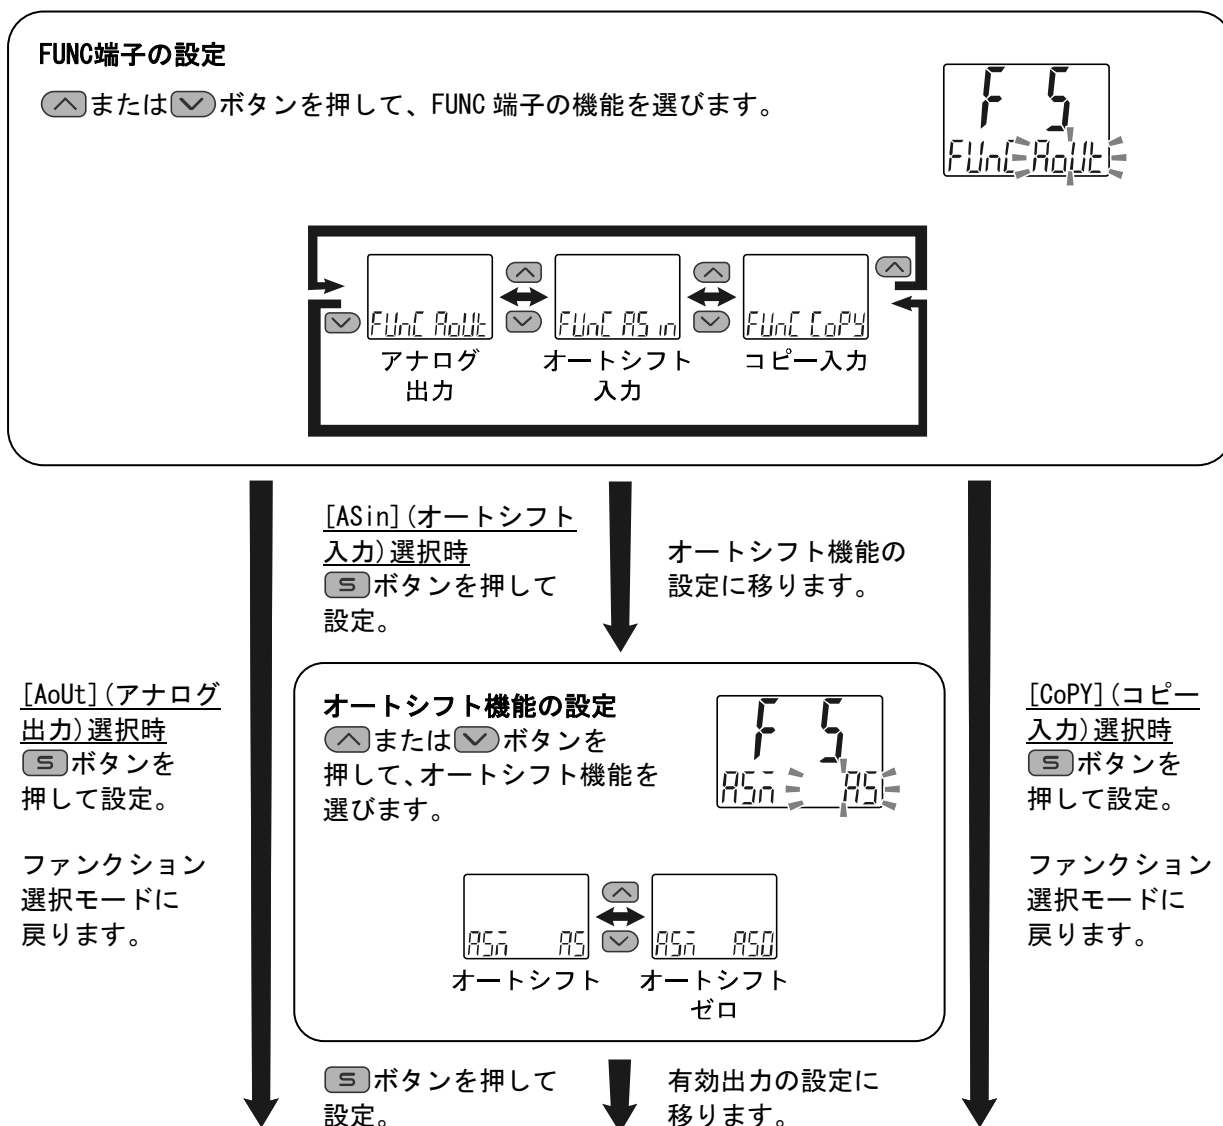 FUNC端子の設定
または ボタンを押して、FUNC 端子の機能を選びます。
F 5
FUnC AoUt
FUnC AoUt
FUnC ASin
FUnC CoPY
アナログ
出力
オートシフト
入力
コピー入力
[ASin](オートシフト
入力)選択時
S ボタンを押して
設定。
オートシフト機能の
設定に移ります。
[AoUt](アナログ
出力)選択時
S ボタンを
押して設定。
ファンクション
選択モードに
戻ります。
オートシフト機能の設定
または ボタンを
押して、オートシフト機能を
選びます。
F 5
ASm AS
ASm AS
ASm AS0
オートシフト
オートシフト
ゼロ
[CoPY](コピー
入力)選択時
S ボタンを
押して設定。
ファンクション
選択モードに
戻ります。
S ボタンを押して
設定。
有効出力の設定に
移ります。